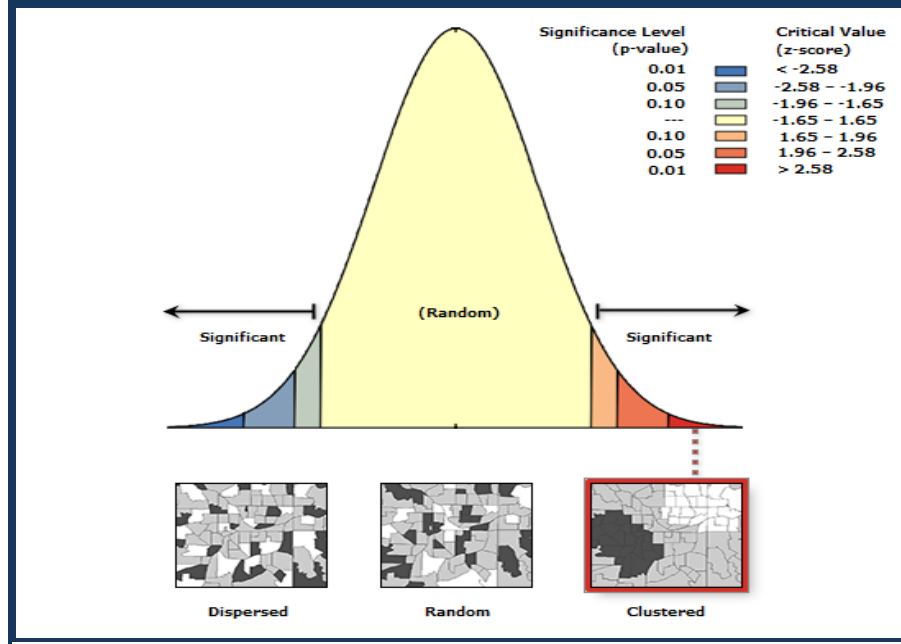 Significance Level Critical Value
(p-value) (z-score)
0.01 < -2.58
0.05 -2.58 – -1.96
0.10 -1.96 – -1.65
--- -1.65 – 1.65
0.10 1.65 – 1.96
0.05 1.96 – 2.58
0.01 > 2.58
(Random)
Significant Significant
Dispersed Random Clustered